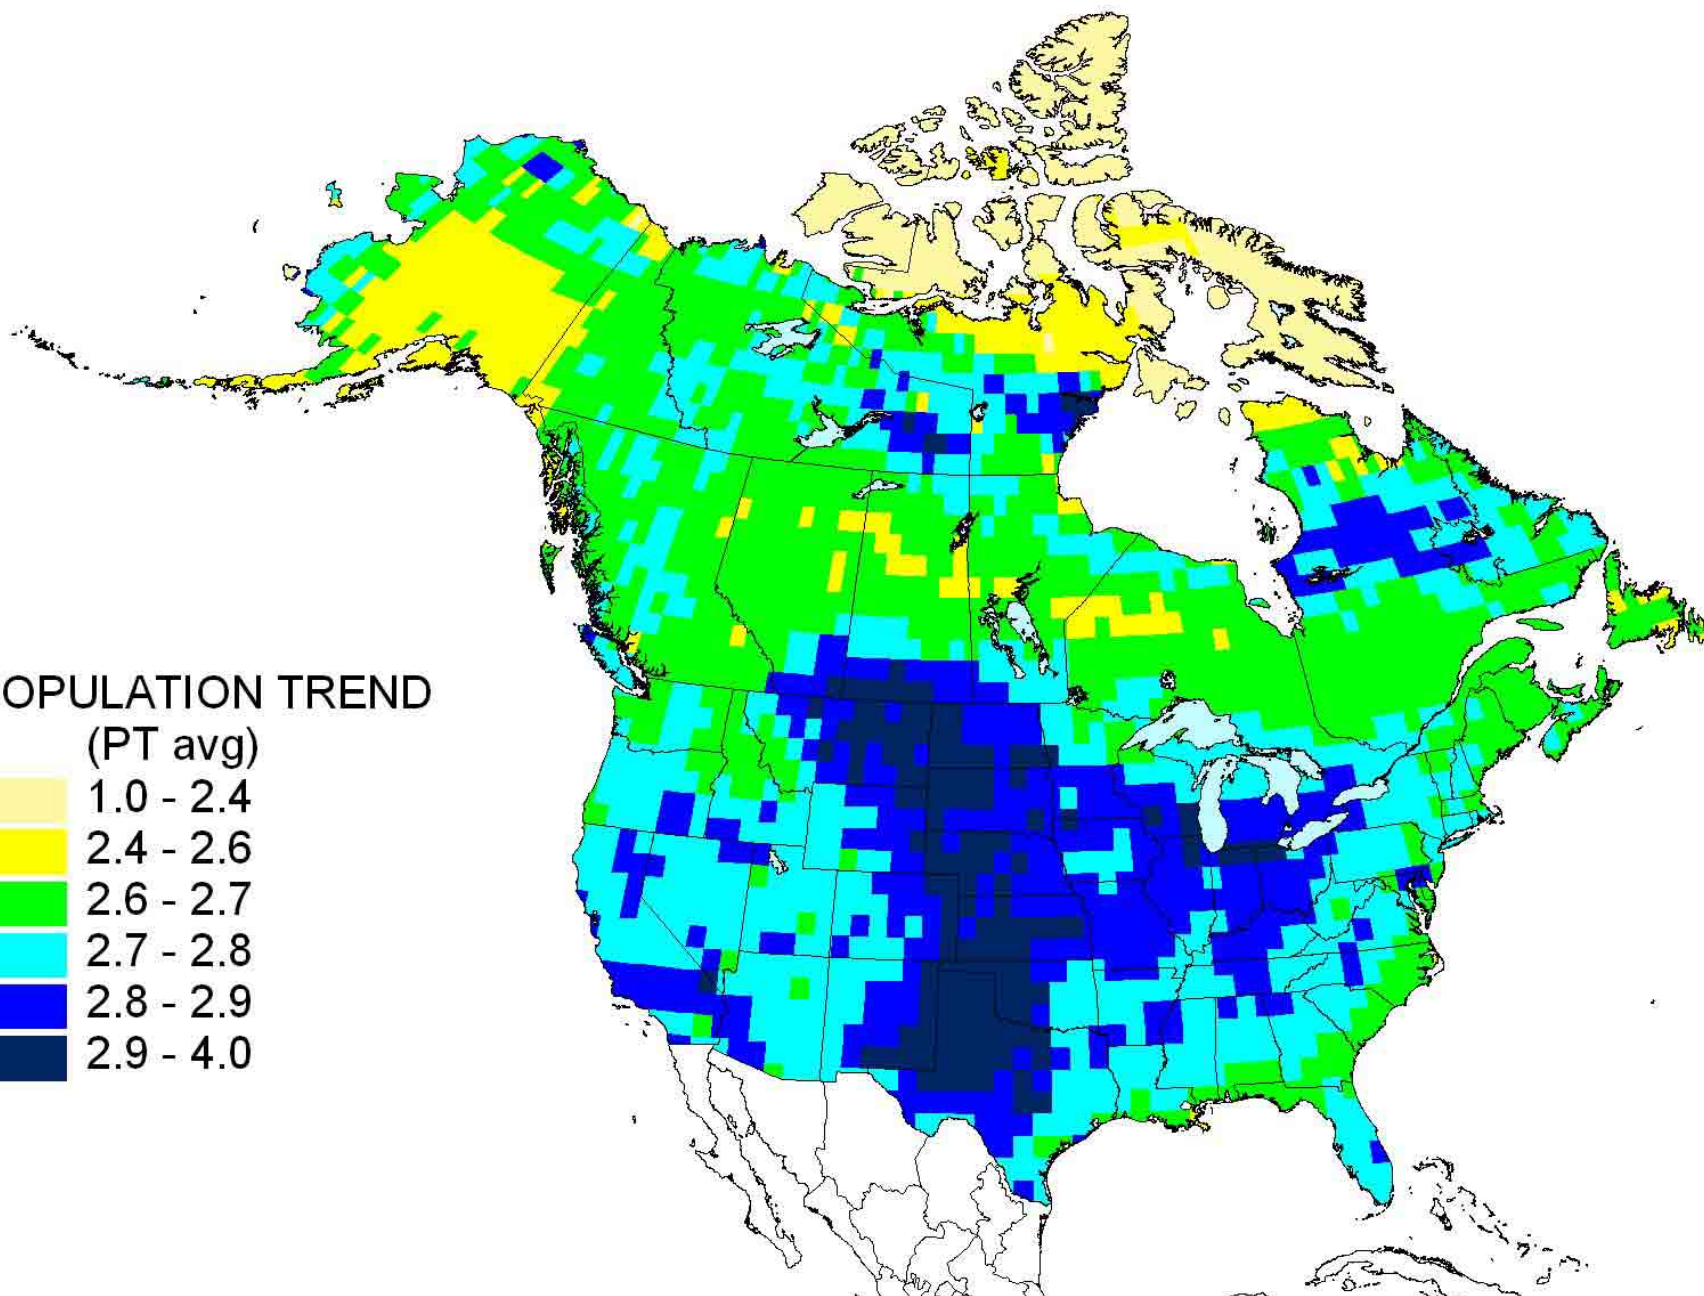 OPULATION TREND
(PT avg)
1.0 - 2.4
2.4 - 2.6
2.6 - 2.7
2.7 - 2.8
2.8 - 2.9
2.9 - 4.0